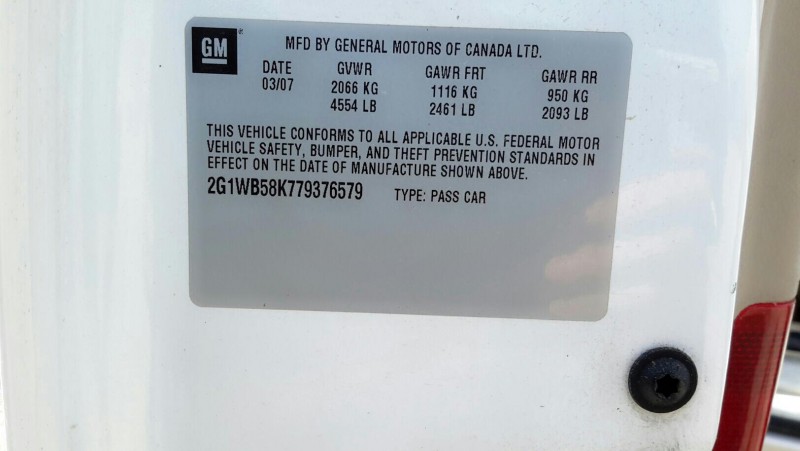 GM
MFD BY GENERAL MOTORS OF CANADA LTD.
DATE GVWR GAWR FRT GAWR RR
03/07 2066 KG 1116 KG 950 KG
4554 LB 2461 LB 2093 LB
THIS VEHICLE CONFORMS TO ALL APPLICABLE U.S. FEDERAL MOTOR
VEHICLE SAFETY, BUMPER, AND THEFT PREVENTION STANDARDS IN
EFFECT ON THE DATE OF MANUFACTURE SHOWN ABOVE.
2G1WB58K779376579 TYPE: PASS CAR